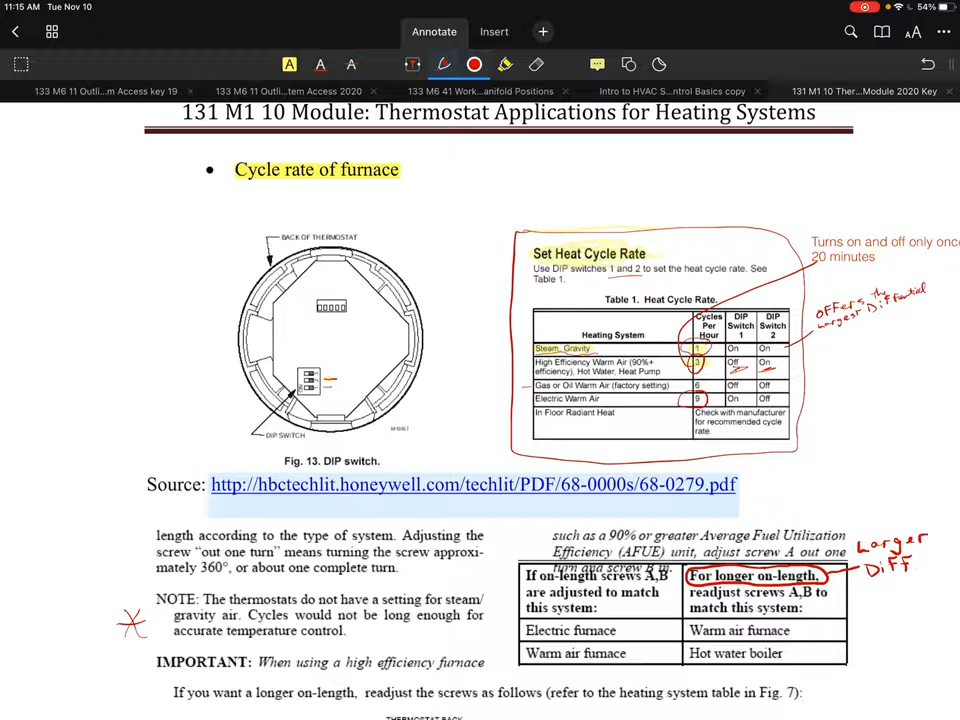 11:15 AM Tue Nov 10
54%
Annotate Insert
133 M6 11 Outli...m Access key 19
133 M6 11 Outli...tem Access 2020
133 M6 41 Work...anifold Positions
Intro to HVAC S...ntrol Basics copy
131 M1 10 Ther...Module 2020 Key
131 M1 10 Module: Thermostat Applications for Heating Systems
• Cycle rate of furnace
BACK OF THERMOSTAT
DIP SWITCH
M19187
Fig. 13. DIP switch.
Set Heat Cycle Rate
Use DIP switches 1 and 2 to set the heat cycle rate. See
Table 1.
Table 1. Heat Cycle Rate.
Heating System Cycles Per Hour DIP Switch 1 DIP Switch 2
Steam, Gravity 1 On On
High Efficiency Warm Air (90%+ efficiency), Hot Water, Heat Pump 3 Off On
Gas or Oil Warm Air (factory setting) 6 Off Off
Electric Warm Air 9 On Off
In Floor Radiant Heat Check with manufacturer for recommended cycle rate.
Turns on and off only onc
20 minutes
OFFers the
Largest Differential
Source: http://hbctechlit.honeywell.com/techlit/PDF/68-0000s/68-0279.pdf
length according to the type of system. Adjusting the
screw “out one turn” means turning the screw approxi-
mately 360°, or about one complete turn.
NOTE: The thermostats do not have a setting for steam/
gravity air. Cycles would not be long enough for
accurate temperature control.
IMPORTANT: When using a high efficiency furnace
such as a 90% or greater Average Fuel Utilization
Efficiency (AFUE) unit, adjust screw A out one
turn and screw B in.
If on-length screws A,B are adjusted to match this system: For longer on-length, readjust screws A,B to match this system:
Electric furnace Warm air furnace
Warm air furnace Hot water boiler
Larger
Diff.
If you want a longer on-length, readjust the screws as follows (refer to the heating system table in Fig. 7):
THERMOSTAT BACK